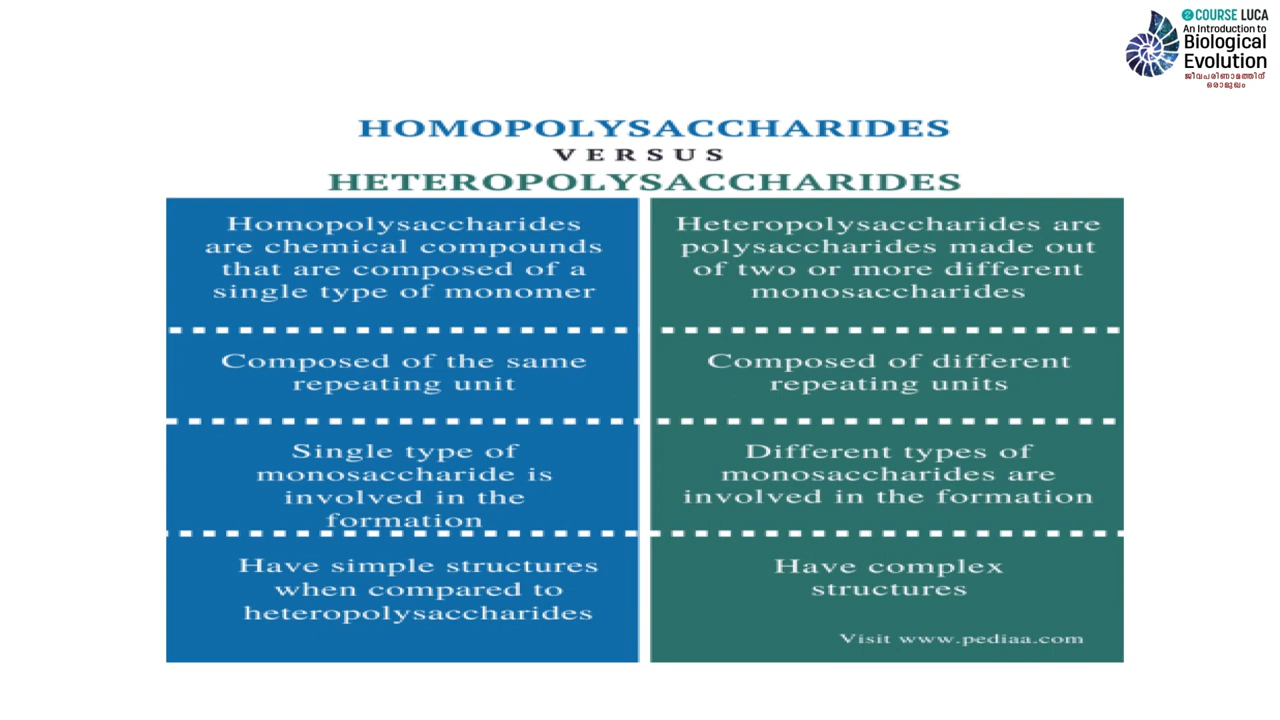 COURSE LUCA
An Introduction to
Biological
Evolution
ജീവപരിണാമത്തിന്
ഒരാമുഖം
HOMOPOLYSACCHARIDES
VERSUS
HETEROPOLYSACCHARIDES
Homopolysaccharides
are chemical compounds
that are composed of a
single type of monomer
Heteropolysaccharides are
polysaccharides made out
of two or more different
monosaccharides
Composed of the same
repeating unit
Composed of different
repeating units
Single type of
monosaccharide is
involved in the
formation
Different types of
monosaccharides are
involved in the formation
Have simple structures
when compared to
heteropolysaccharides
Have complex
structures
Visit www.pediaa.com